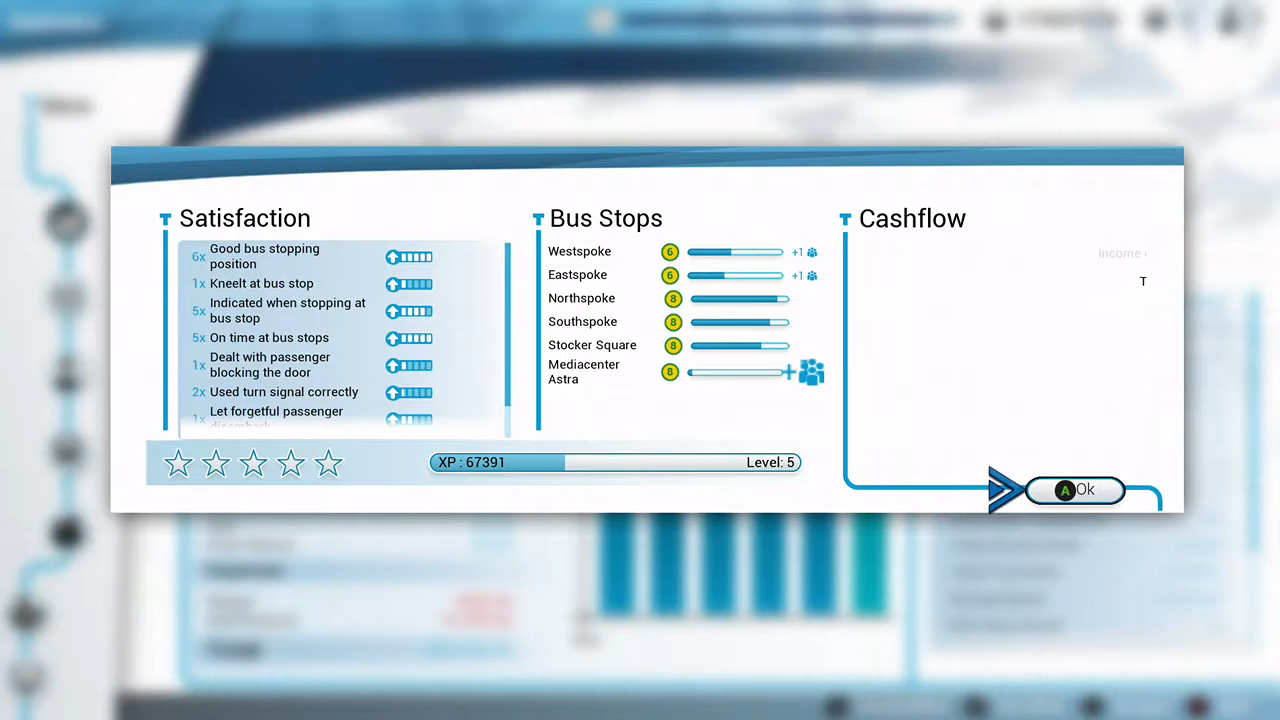 Satisfaction
6x Good bus stopping
position
1x Kneelt at bus stop
5x Indicated when stopping at
bus stop
5x On time at bus stops
1x Dealt with passenger
blocking the door
2x Used turn signal correctly
1x Let forgetful passenger
disembark
XP : 67391 Level: 5
Bus Stops
Westspoke 6 +1
Eastspoke 6 +1
Northspoke 8
Southspoke 8
Stocker Square 8
Mediacenter
Astra 8 +
Cashflow
Income
T
A Ok